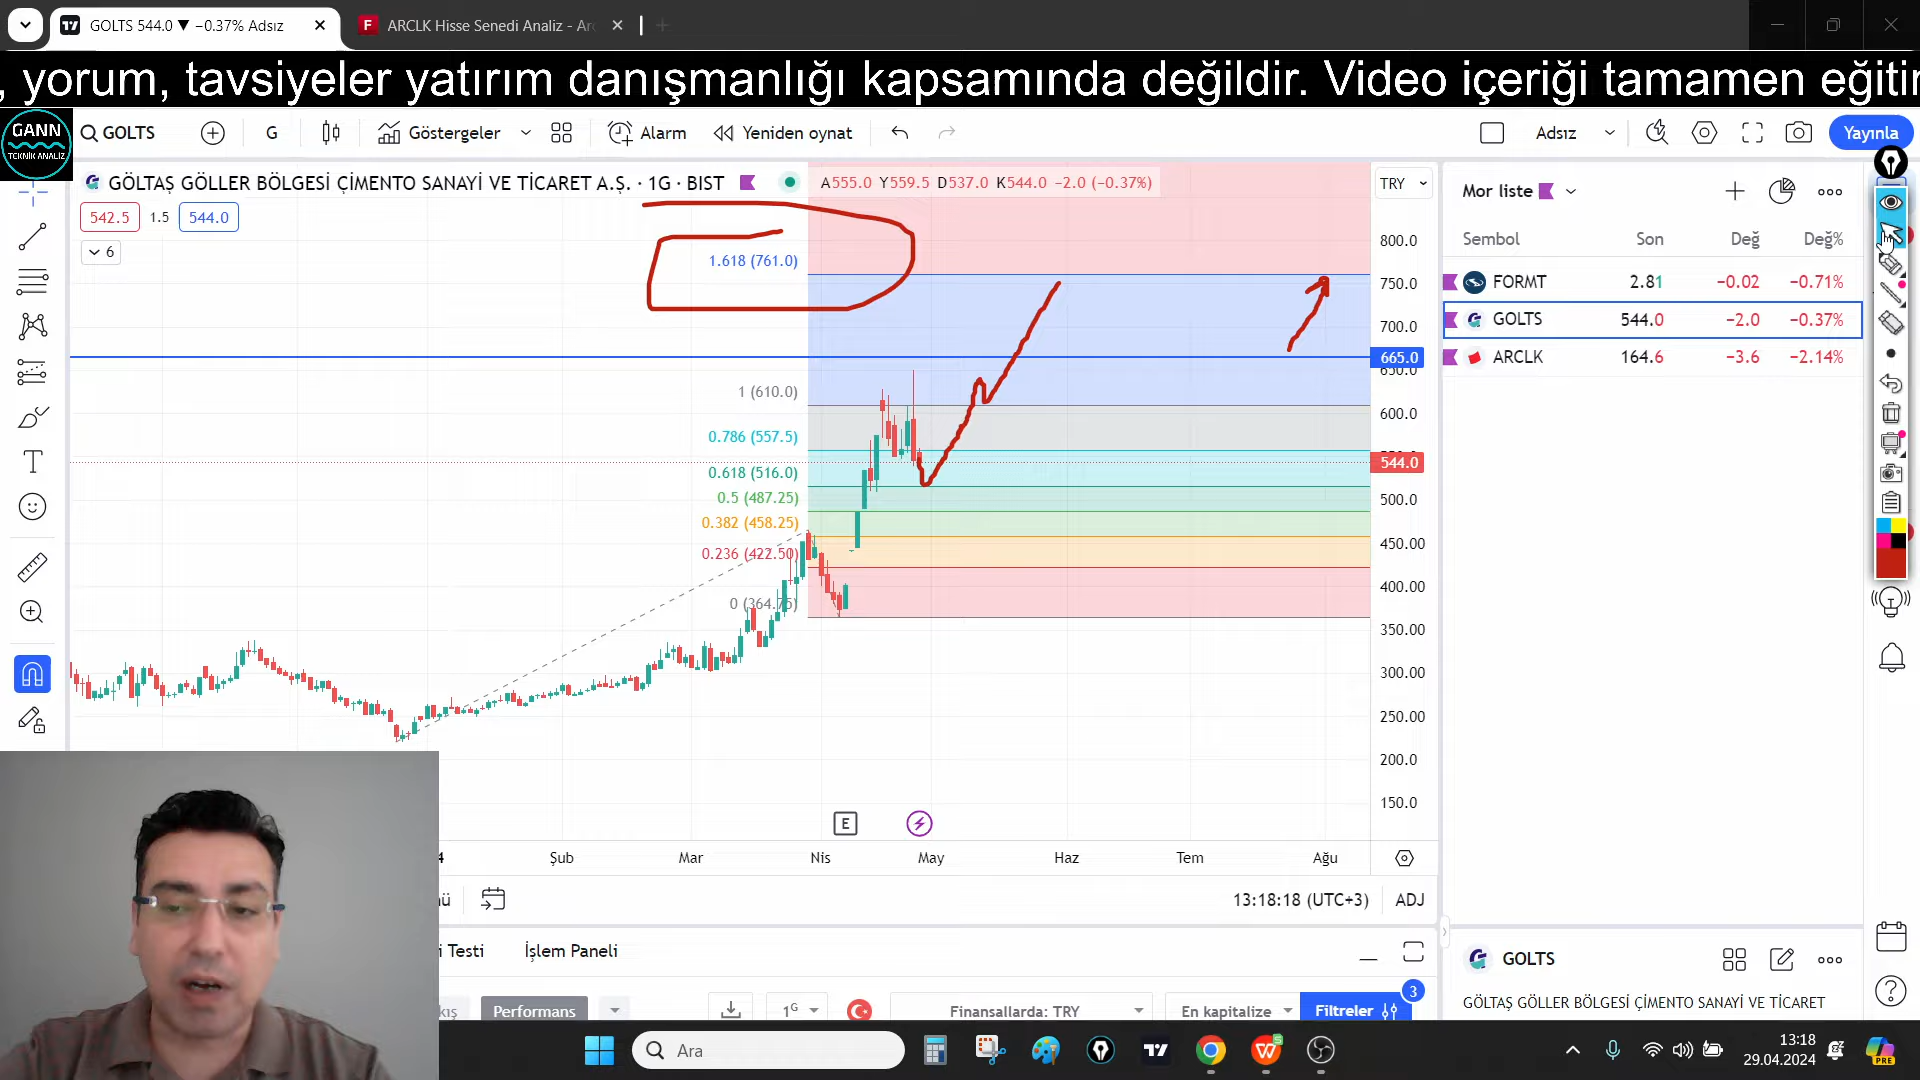 GOLTS 544.0 ▼ −0.37% Adsız
ARCLK Hisse Senedi Analiz - Ar
, yorum, tavsiyeler yatırım danışmanlığı kapsamında değildir. Video içeriği tamamen eğitir
GANN
TEKNİK ANALİZ
GOLTS
G
Göstergeler
Alarm
Yeniden oynat
Adsız
Yayınla
GÖLTAŞ GÖLLER BÖLGESİ ÇİMENTO SANAYİ VE TİCARET A.Ş. · 1G · BIST
A555.0 Y559.5 D537.0 K544.0 −2.0 (−0.37%)
TRY
542.5 1.5 544.0
6
1.618 (761.0)
1 (610.0)
0.786 (557.5)
0.618 (516.0)
0.5 (487.25)
0.382 (458.25)
0.236 (422.50)
0 (364.75)
800.0
750.0
700.0
665.0
650.0
600.0
544.0
500.0
450.00
400.00
350.00
300.00
250.00
200.0
150.0
E
Şub
Mar
Nis
May
Haz
Tem
Ağu
13:18:18 (UTC+3)
ADJ
Mor liste
Sembol Son Değ Değ%
FORMT 2.81 −0.02 −0.71%
GOLTS 544.0 −2.0 −0.37%
ARCLK 164.6 −3.6 −2.14%
i Testi
İşlem Paneli
Performans
1G
Finansallarda: TRY
En kapitalize
Filtreler
3
GOLTS
GÖLTAŞ GÖLLER BÖLGESİ ÇİMENTO SANAYİ VE TİCARET
Ara
13:18
29.04.2024
PRE